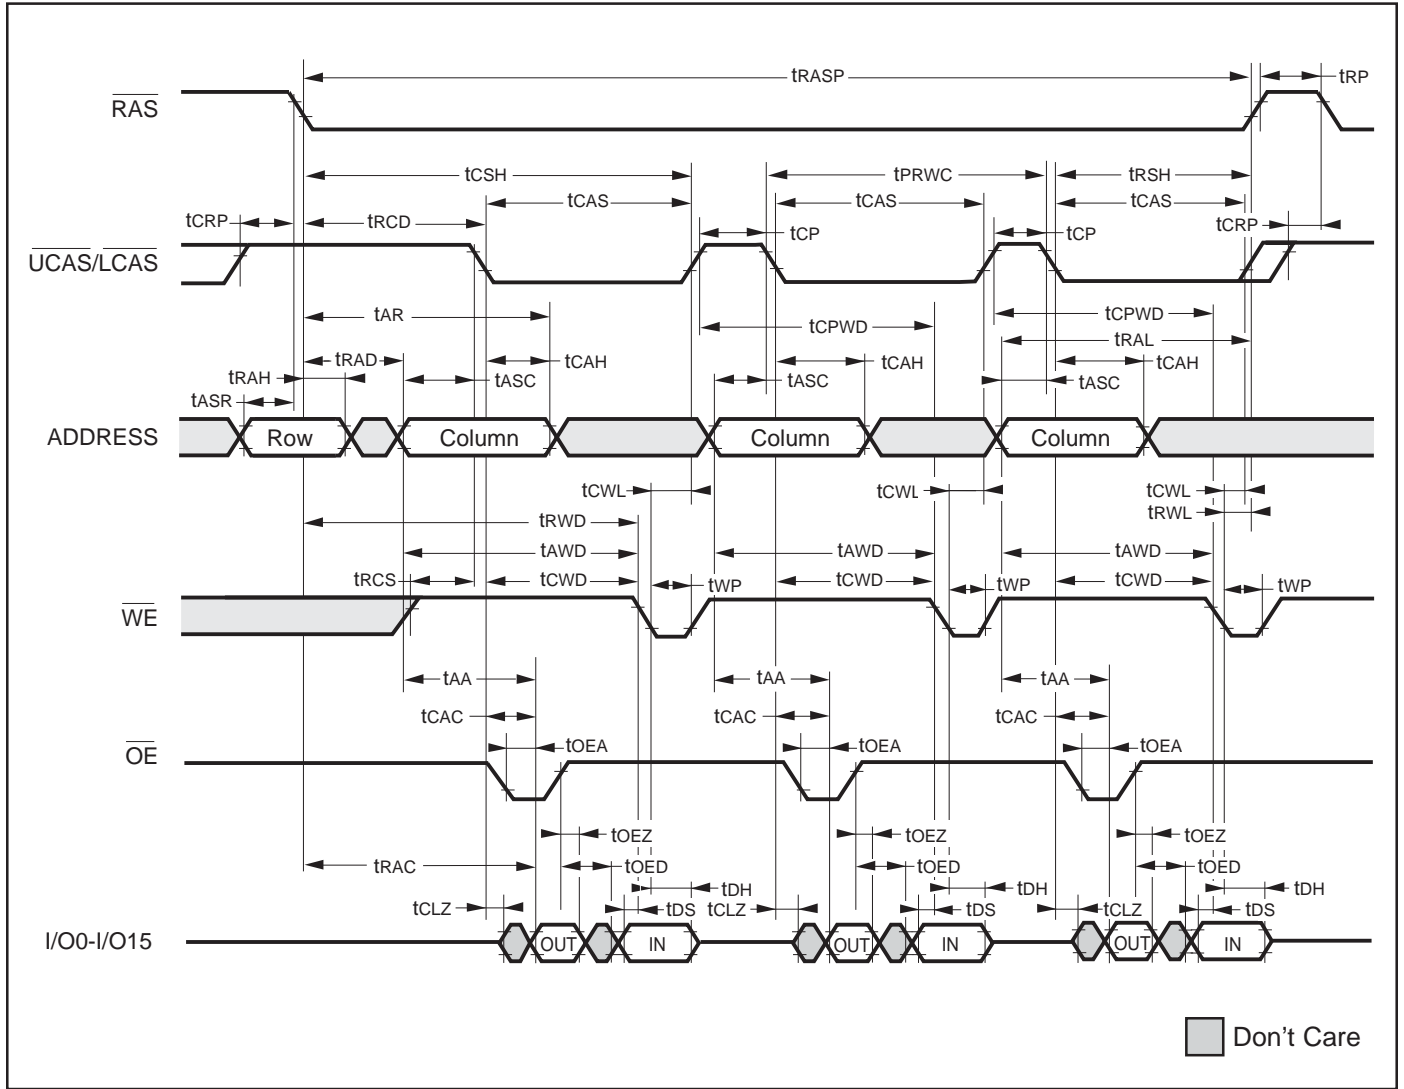 tRASP tRP
RAS
tCSH tPRWC tRSH
tCAS tCAS tCAS
tCRP tRCD tCP tCP tCRP
UCAS/LCAS
tAR tCPWD tCPWD
tRAL
tRAD tCAH tCAH tCAH
tRAH tASC tASC tASC
tASR
ADDRESS Row Column Column Column
tCWL tCWL tCWL
tRWD tRWL
tAWD tAWD tAWD
tRCS tCWD tWP tCWD tWP tCWD tWP
WE
tAA tAA tAA
tCAC tCAC tCAC
OE tOEA tOEA tOEA
tOEZ tOEZ tOEZ
tRAC tOED tOED tOED
tDH tDH tDH
tCLZ tDS tCLZ tDS tCLZ tDS
I/O0-I/O15 OUT IN OUT IN OUT IN
Don't Care